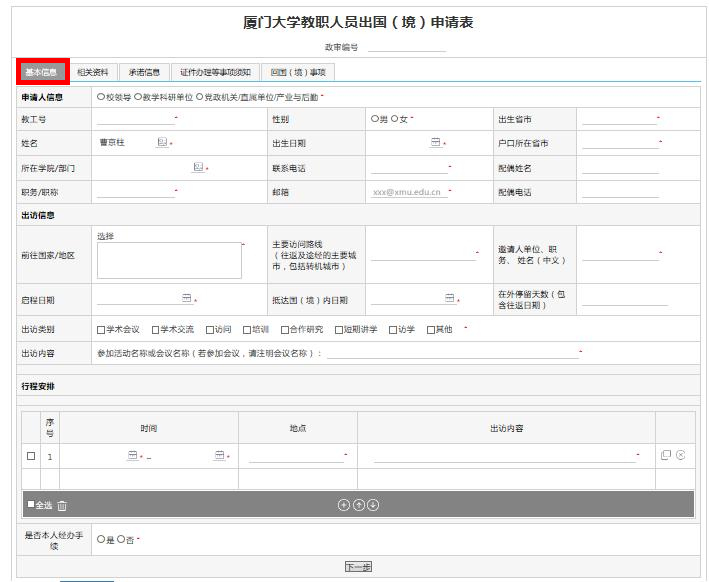 厦门大学教职人员出国（境）申请表
政审编号
基本信息 相关资料 承诺信息 证件办理等事项须知 回国（境）事项
申请人信息 校领导 教学科研单位 党政机关/直属单位/产业与后勤 *
教工号 * 性别 男 女 * 出生省市 *
姓名 曹京柱 * 出生日期 * 户口所在省市 *
所在学院/部门 * 联系电话 * 配偶姓名
职务/职称 * 邮箱 xxx@xmu.edu.cn * 配偶电话
出访信息
前往国家/地区 选择 *
主要访问路线
（往返及途经的主要城
市，包括转机城市） *
邀请人单位、职
务、 姓名（中文） *
启程日期 * 抵达国（境）内日期 *
在外停留天数（包
含往返日期）
出访类别 学术会议 学术交流 访问 培训 合作研究 短期讲学 访学 其他 *
出访内容 参加活动名称或会议名称（若参加会议，请注明会议名称）： *
行程安排
序
号
时间 地点 出访内容
1 * – * * *
全选
是否本人经办手
续
是 否 *
下一步